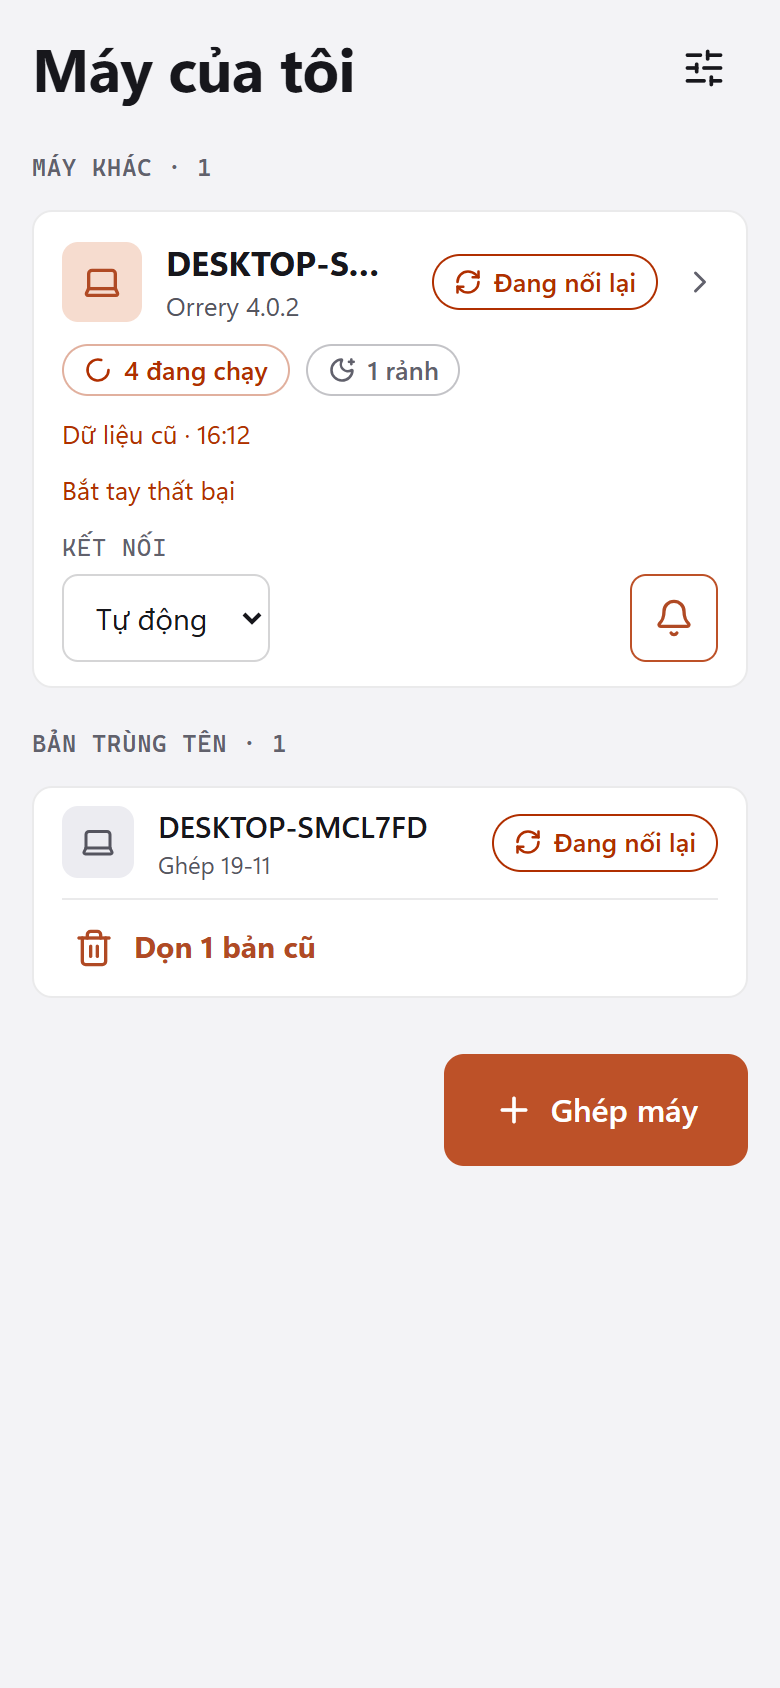 Máy của tôi
MÁY KHÁC · 1
DESKTOP-S...
Orrery 4.0.2
Đang nối lại
4 đang chạy
1 rảnh
Dữ liệu cũ · 16:12
Bắt tay thất bại
KẾT NỐI
Tự động
BẢN TRÙNG TÊN · 1
DESKTOP-SMCL7FD
Ghép 19-11
Đang nối lại
Dọn 1 bản cũ
Ghép máy